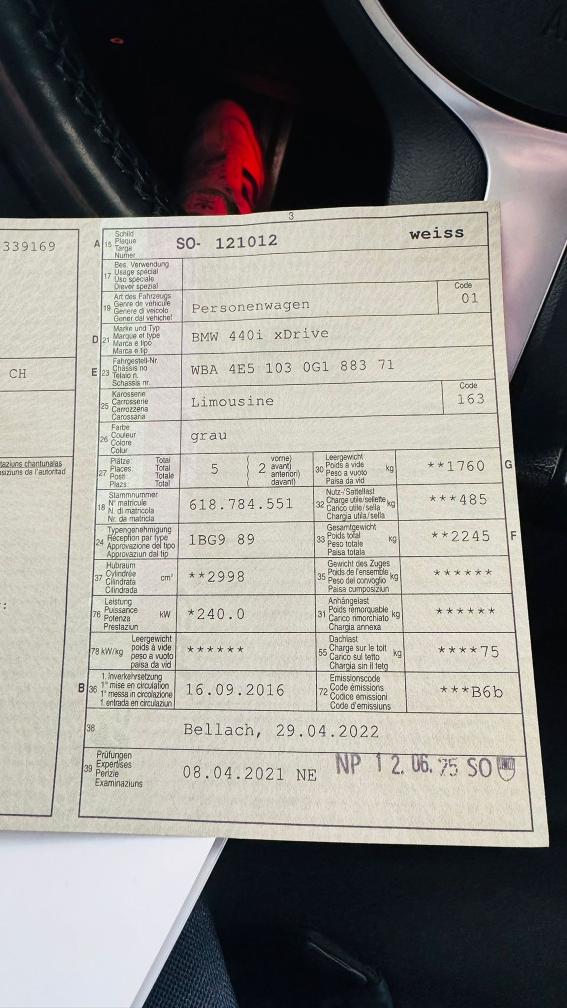 3
339169
A
15
Schild
Plaque
Targa
Numer
SO- 121012
weiss
17
Bes. Verwendung
Usage spécial
Uso speciale
Diever spezial
19
Art des Fahrzeugs
Genre de véhicule
Genere di veicolo
Gener dal vehichel
Personenwagen
Code
01
D
21
Marke und Typ
Marque et type
Marca e tipo
Marca e tip
BMW 440i xDrive
CH
E
23
Fahrgestell-Nr.
Châssis no
Telaio n.
Schassis nr.
WBA 4E5 103 0G1 883 71
25
Karosserie
Carrosserie
Carrozzeria
Carossaria
Limousine
Code
163
26
Farbe
Couleur
Colore
Colur
grau
27
Plätze: Total
Places: Total
Posti: Totale
Plazs: Total
5
2
vorne)
avant)
anteriori)
davant)
30
Leergewicht
Poids à vide
Peso a vuoto
Paisa da vid
kg
**1760
G
18
Stammnummer
N° matricule
N. di matricola
Nr. da matricla
618.784.551
32
Nutz-/Sattellast
Charge utile/sellette
Carico utile/sella
Chargia utila/sella
kg
***485
24
Typengenehmigung
Réception par type
Approvazione del tipo
Approvaziun dal tip
1BG9 89
33
Gesamtgewicht
Poids total
Peso totale
Paisa totala
kg
**2245
F
37
Hubraum
Cylindrée
Cilindrata
Cilindrada
cm³
**2998
35
Gewicht des Zuges
Poids de l'ensemble
Peso del convoglio
Paisa cumposiziun
kg
******
76
Leistung
Puissance
Potenza
Prestaziun
kW
*240.0
31
Anhängelast
Poids remorquable
Carico rimorchiato
Chargia annexa
kg
******
78 kW/kg
Leergewicht
poids à vide
peso a vuoto
paisa da vid
******
55
Dachlast
Charge sur le toit
Carico sul tetto
Chargia sin il tetg
kg
****75
B
36
1. Inverkehrsetzung
1re mise en circulation
1a messa in circolazione
1. entrada en circulaziun
16.09.2016
72
Emissionscode
Code émissions
Codice emissioni
Code d'emissiuns
***B6b
38
Bellach, 29.04.2022
39
Prüfungen
Expertises
Perizie
Examinaziuns
08.04.2021 NE
NP 12.06.25 SO